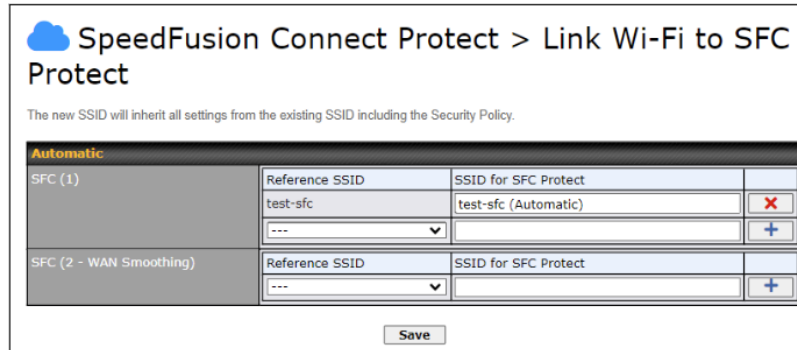 SpeedFusion Connect Protect > Link Wi-Fi to SFC
Protect
The new SSID will inherit all settings from the existing SSID including the Security Policy.
Automatic
SFC (1)
Reference SSID
SSID for SFC Protect
test-sfc
test-sfc (Automatic)
---
SFC (2 - WAN Smoothing)
Reference SSID
SSID for SFC Protect
---
Save